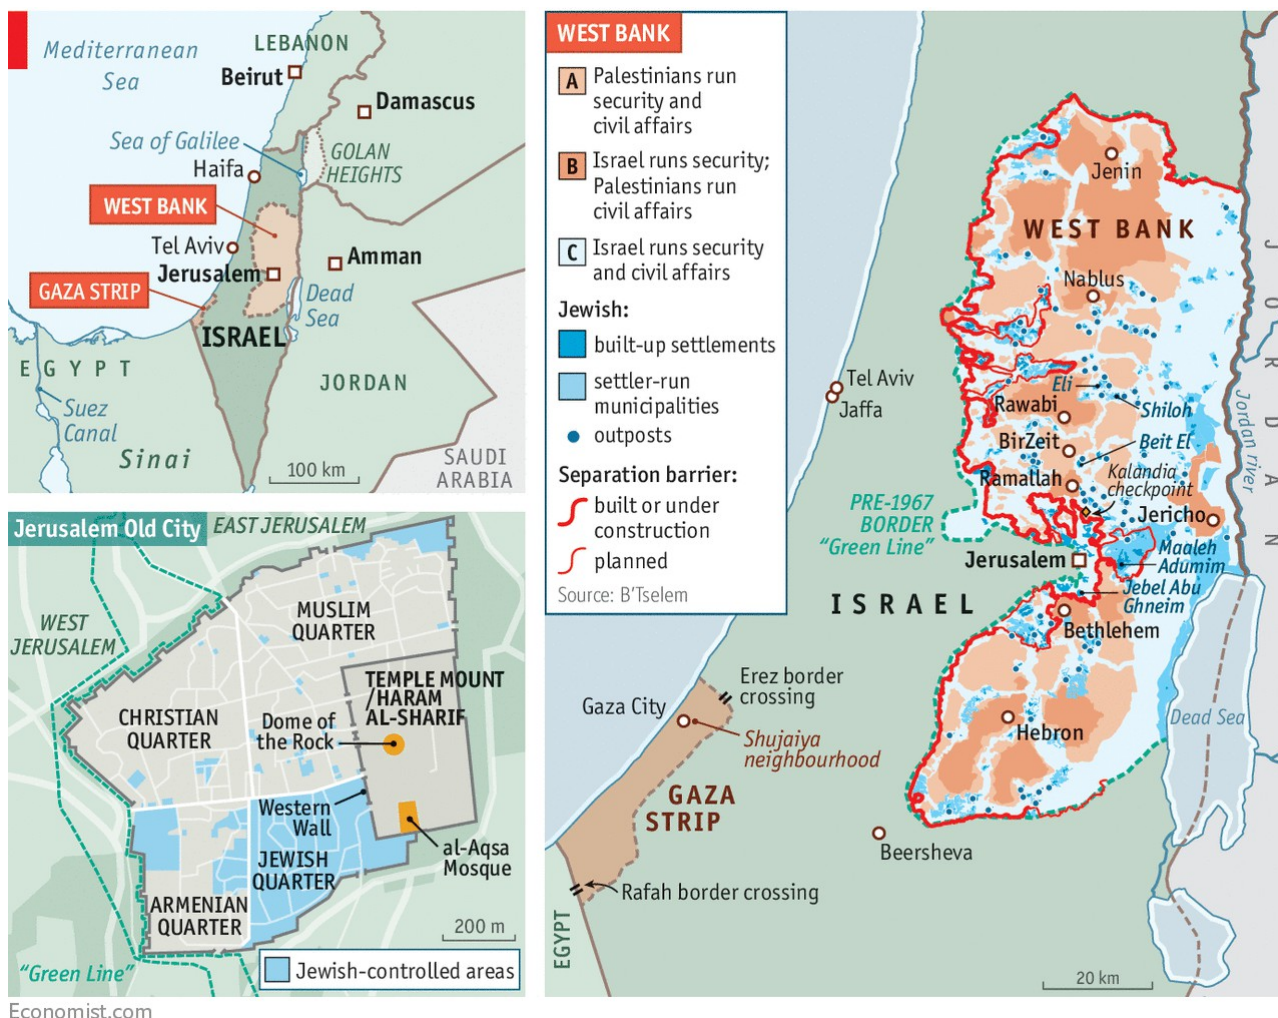 Mediterranean
Sea
LEBANON
Beirut
Damascus
Sea of Galilee
GOLAN
HEIGHTS
Haifa
WEST BANK
Tel Aviv
Amman
Jerusalem
GAZA STRIP
Dead
Sea
ISRAEL
EGYPT
JORDAN
Suez
Canal
Sinai
100 km
SAUDI
ARABIA
Jerusalem Old City
EAST JERUSALEM
WEST
JERUSALEM
MUSLIM
QUARTER
TEMPLE MOUNT
/HARAM
AL-SHARIF
CHRISTIAN
QUARTER
Dome of
the Rock
Western
Wall
al-Aqsa
Mosque
JEWISH
QUARTER
ARMENIAN
QUARTER
200 m
"Green Line"
Jewish-controlled areas
WEST BANK
A Palestinians run
security and
civil affairs
B Israel runs security;
Palestinians run
civil affairs
C Israel runs security
and civil affairs
Jewish:
built-up settlements
settler-run
municipalities
outposts
Separation barrier:
built or under
construction
planned
Source: B'Tselem
Jenin
WEST BANK
Nablus
JORDAN
Tel Aviv
Jaffa
Eli
Rawabi
Shiloh
BirZeit
Beit El
Jordan river
Ramallah
Kalandia
checkpoint
PRE-1967
BORDER
"Green Line"
Jericho
Jerusalem
Maaleh
Adumim
Jebel Abu
Ghneim
ISRAEL
Bethlehem
Erez border
crossing
Gaza City
Shujaiya
neighbourhood
Hebron
Dead Sea
GAZA
STRIP
Beersheva
Rafah border crossing
EGYPT
20 km
Economist.com